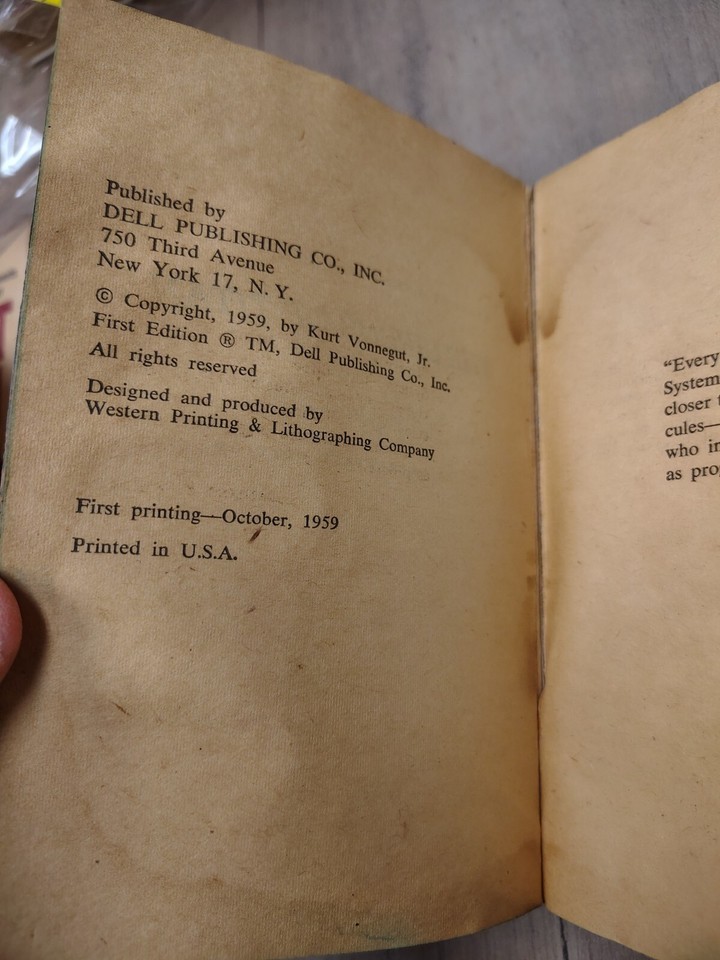 Published by
DELL PUBLISHING CO., INC.
750 Third Avenue
New York 17, N. Y.
© Copyright, 1959, by Kurt Vonnegut, Jr.
First Edition ® TM, Dell Publishing Co., Inc.
All rights reserved
Designed and produced by
Western Printing & Lithographing Company
First printing—October, 1959
Printed in U.S.A.
“Every
System
closer
cules—
who
as